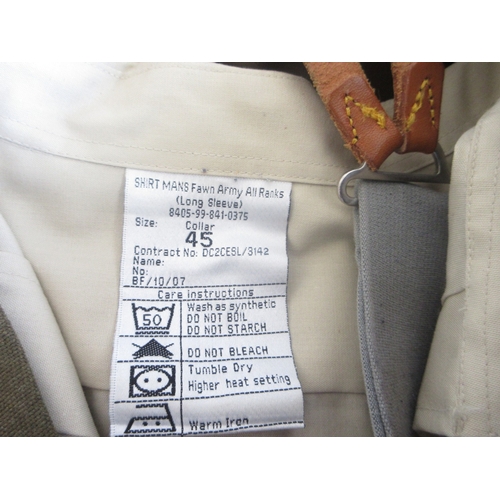 SHIRT MANS Fawn Army All Ranks
(Long Sleeve)
8405-99-841-0375
Size: Collar
45
Contract No: DC2CESL/3142
Name:
No:
BF/10/07
Care instructions
50 Wash as synthetic
DO NOT BOIL
DO NOT STARCH
DO NOT BLEACH
Tumble Dry
Higher heat setting
Warm Iron